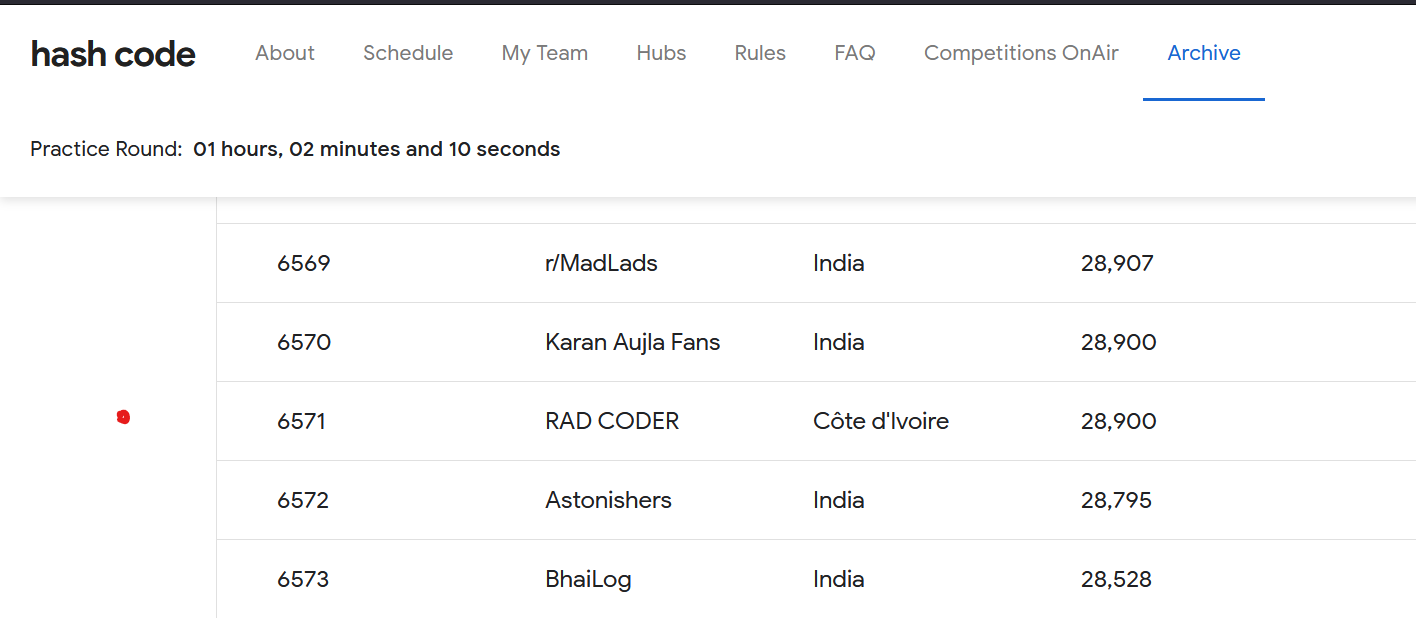 hash code About Schedule My Team Hubs Rules FAQ Competitions OnAir Archive
Practice Round: 01 hours, 02 minutes and 10 seconds
6569 r/MadLads India 28,907
6570 Karan Aujla Fans India 28,900
6571 RAD CODER Côte d'Ivoire 28,900
6572 Astonishers India 28,795
6573 BhaiLog India 28,528